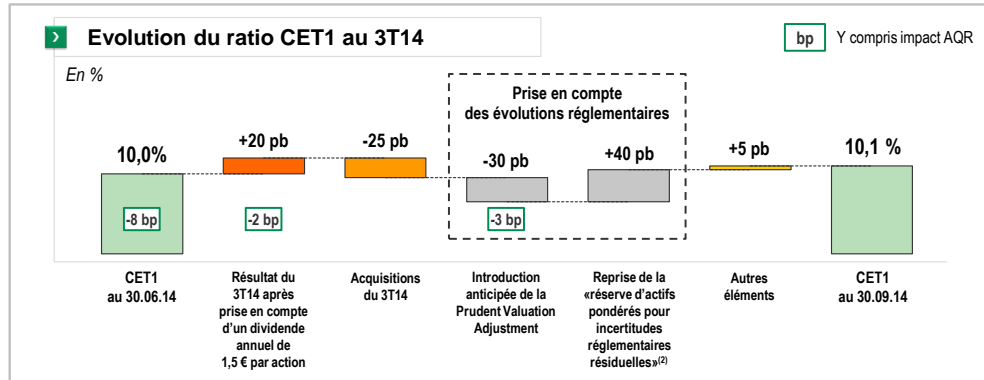 Evolution du ratio CET1 au 3T14
bp Y compris impact AQR
En %
Prise en compte
des évolutions réglementaires
10,0%
+20 pb
-25 pb
-30 pb
+40 pb
+5 pb
10,1 %
-8 bp
-2 bp
-3 bp
CET1
au 30.06.14
Résultat du
3T14 après
prise en compte
d'un dividende
annuel de
1,5 € par action
Acquisitions
du 3T14
Introduction
anticipée de la
Prudent Valuation
Adjustment
Reprise de la
«réserve d'actifs
pondérés pour
incertitudes
réglementaires
résiduelles»(2)
Autres
éléments
CET1
au 30.09.14